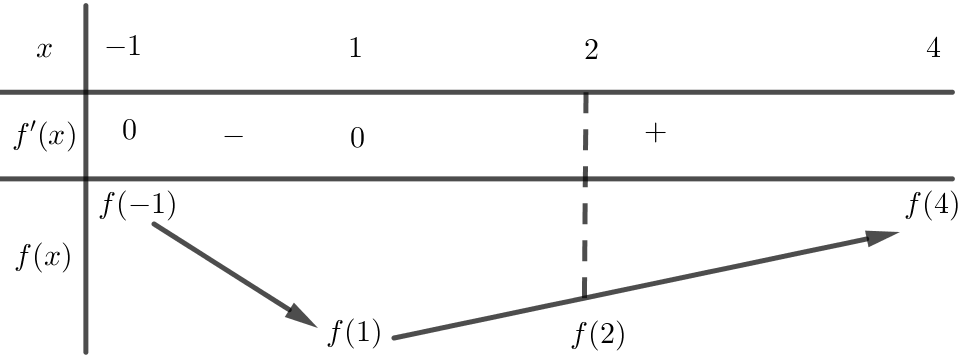 x −1 1 2 4
f′(x) 0 − 0 +
f(−1) f(4)
f(x)
f(1) f(2)